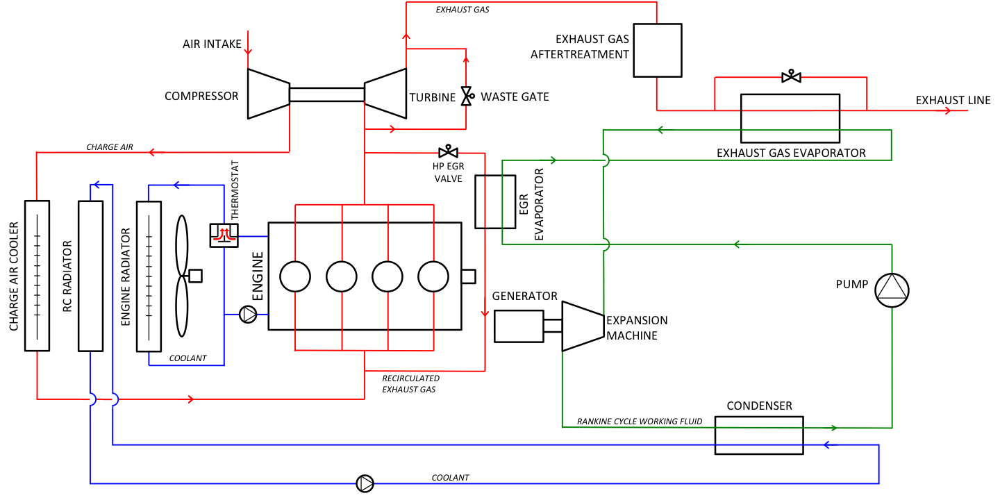 EXHAUST GAS
AIR INTAKE
EXHAUST GAS
AFTERTREATMENT
COMPRESSOR
TURBINE
WASTE GATE
EXHAUST LINE
CHARGE AIR
EXHAUST GAS EVAPORATOR
HP EGR
VALVE
THERMOSTAT
EGR
EVAPORATOR
CHARGE AIR COOLER
RC RADIATOR
ENGINE RADIATOR
ENGINE
PUMP
GENERATOR
EXPANSION
MACHINE
COOLANT
RECIRCULATED
EXHAUST GAS
CONDENSER
RANKINE CYCLE WORKING FLUID
COOLANT